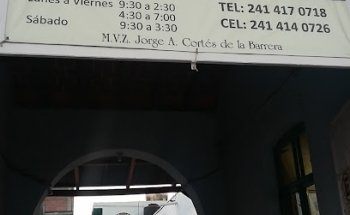 Lunes a Viernes 9:30 a 2:30
4:30 a 7:00
Sábado 9:30 a 3:30
TEL: 241 417 0718
CEL: 241 414 0726
M.V.Z. Jorge A. Cortés de la Barrera